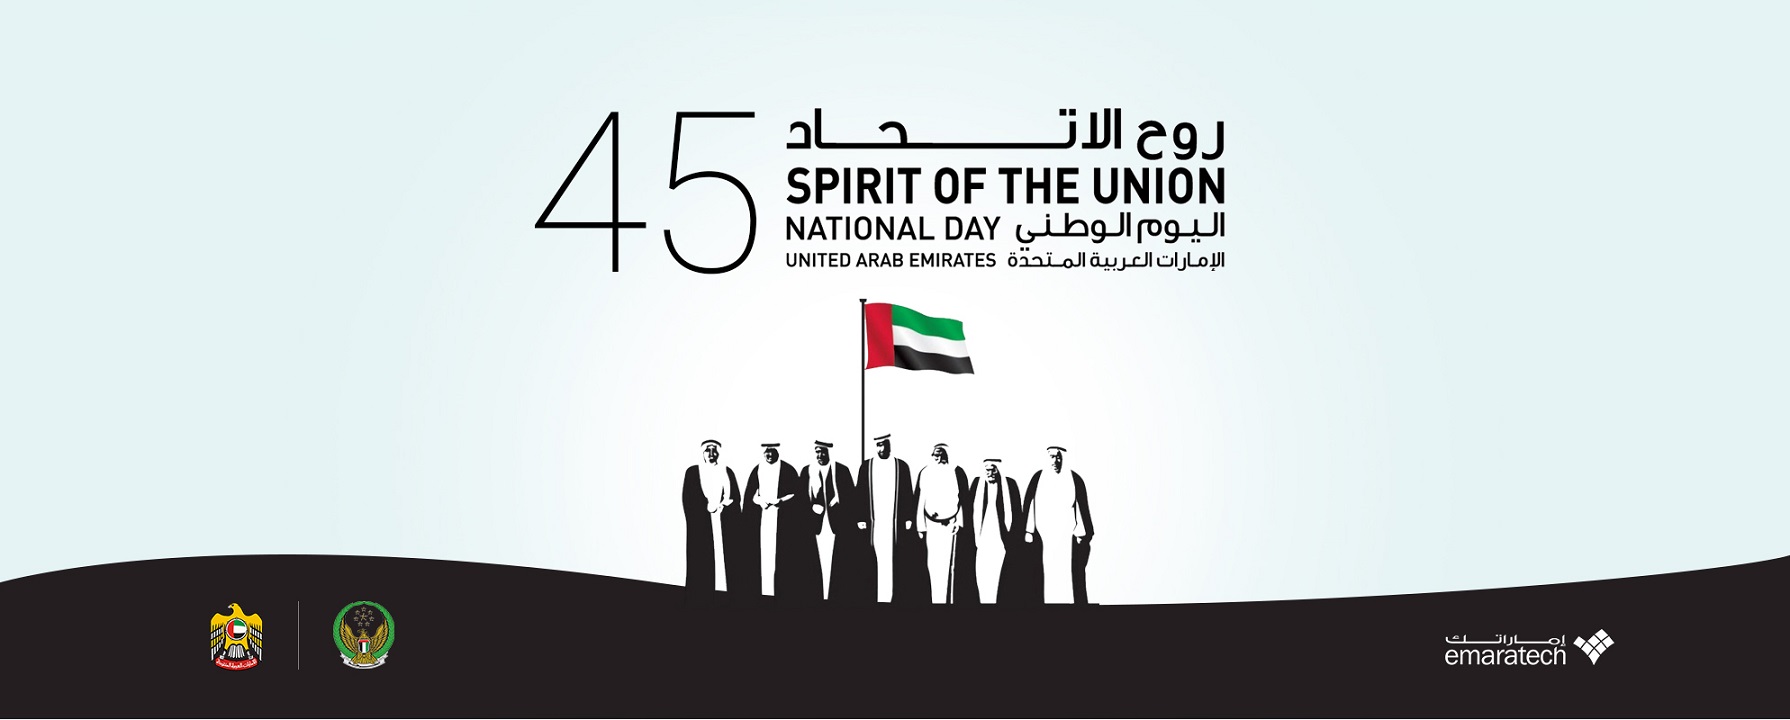 45
روح الاتحاد
SPIRIT OF THE UNION
NATIONAL DAY اليوم الوطني
UNITED ARAB EMIRATES الإمارات العربية المتحدة
إماراتك
emaratech